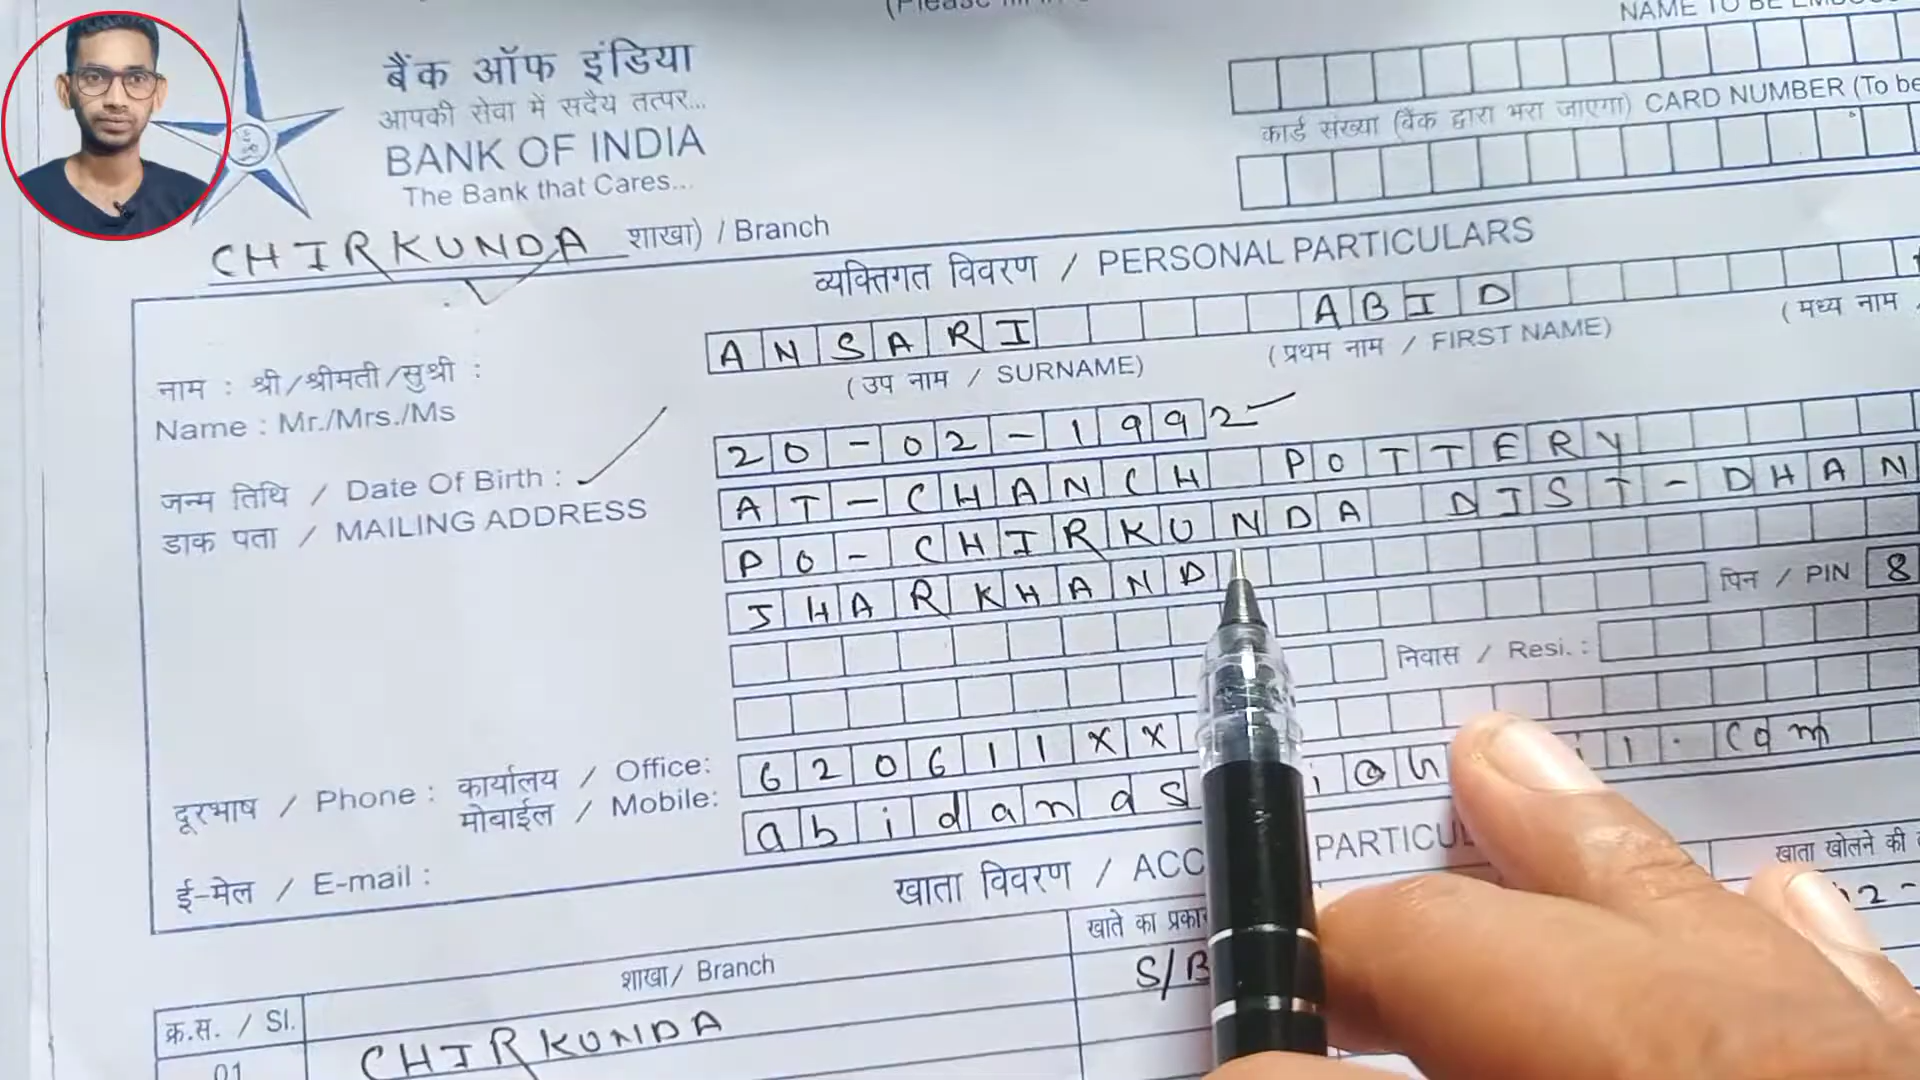 NAME TO BE
बैंक ऑफ इंडिया
आपकी सेवा में सदैय तत्पर...
BANK OF INDIA
The Bank that Cares...
कार्ड संख्या (बैंक द्वारा भरा जाएगा) CARD NUMBER (To be
CHIRKUNDA शाखा) / Branch
व्यक्तिगत विवरण / PERSONAL PARTICULARS
नाम : श्री/श्रीमती/सुश्री :
Name : Mr./Mrs./Ms
ANSARI ABID
(उप नाम / SURNAME) (प्रथम नाम / FIRST NAME) (मध्य नाम
जन्म तिथि / Date Of Birth : 20-02-1992
डाक पता / MAILING ADDRESS
AT-CHANCH POTTERY
PO-CHIRKUNDA DIST-DHAN
JHARKHAND
पिन / PIN 8
निवास / Resi. :
दूरभाष / Phone : कार्यालय / Office:
मोबाईल / Mobile: 620611XX
ई-मेल / E-mail : abidanas il.com
खाता विवरण / ACC PARTICUL
क्र.स. / Sl. शाखा/ Branch खाते का प्रकार खाता खोलने की
01 CHIRKUNDA S/B 12-